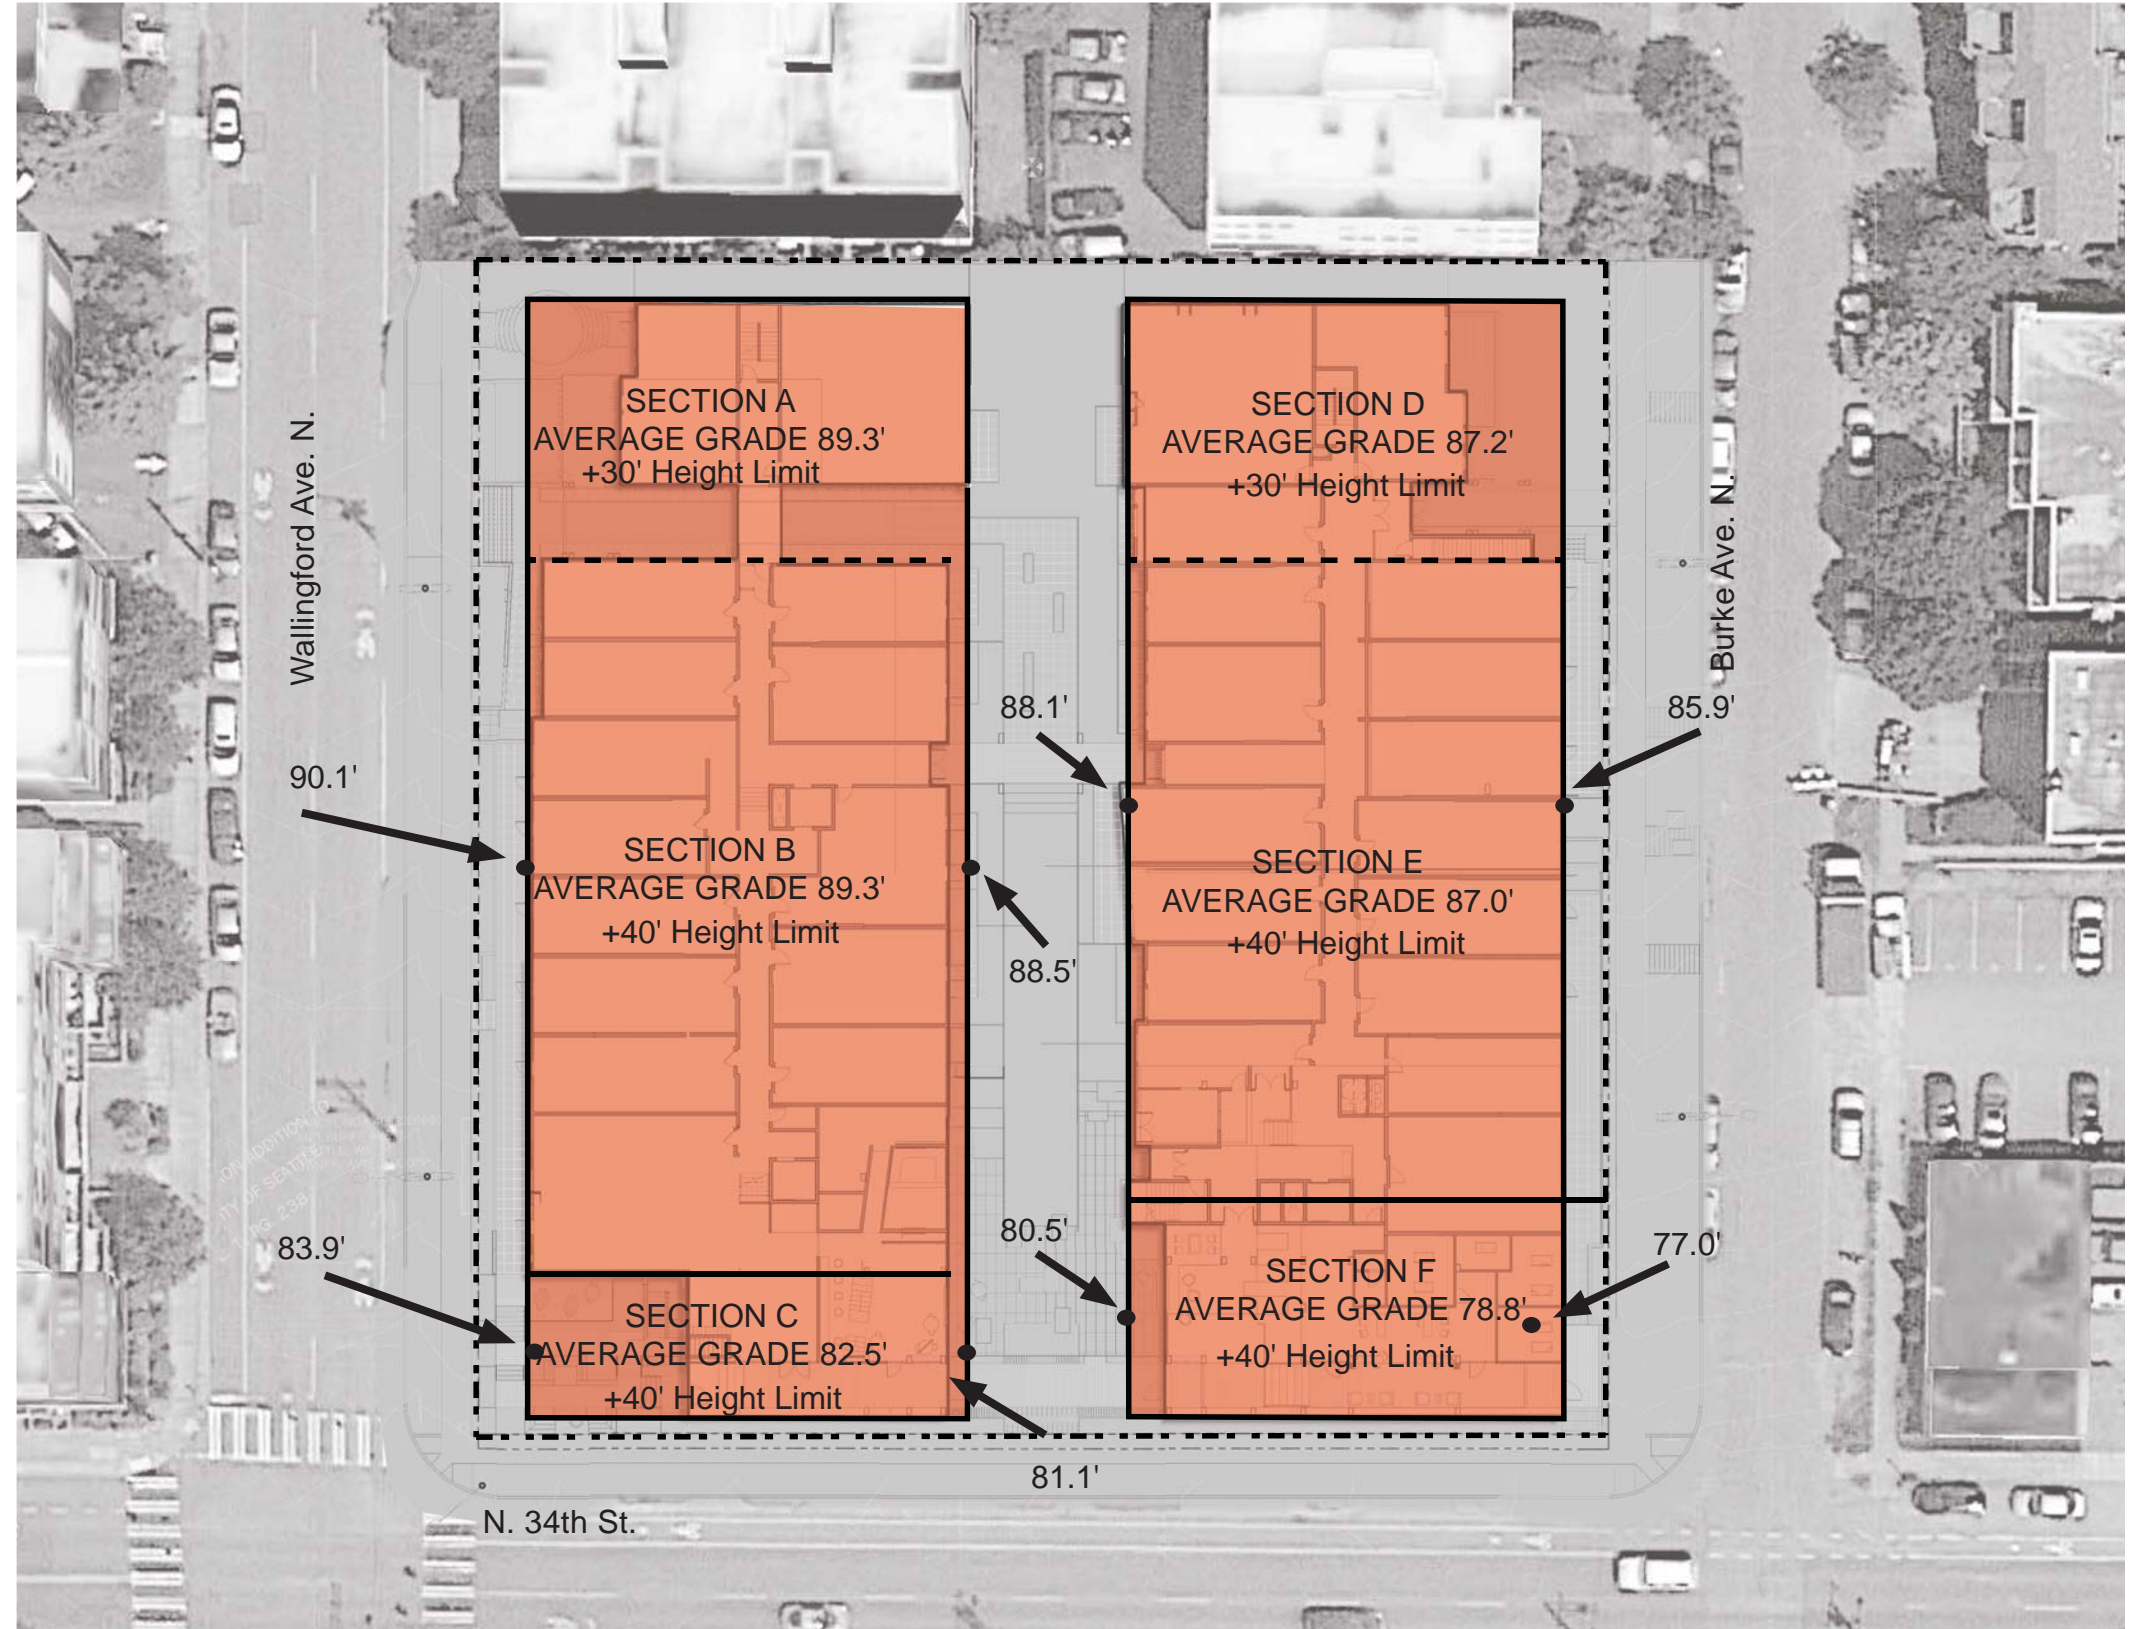 SECTION A
AVERAGE GRADE 89.3'
+30' Height Limit
SECTION D
AVERAGE GRADE 87.2'
+30' Height Limit
Wallingford Ave. N.
Burke Ave. N.
88.1'
85.9'
90.1'
SECTION B
AVERAGE GRADE 89.3'
+40' Height Limit
88.5'
SECTION E
AVERAGE GRADE 87.0'
+40' Height Limit
83.9'
80.5'
77.0'
SECTION C
AVERAGE GRADE 82.5'
+40' Height Limit
SECTION F
AVERAGE GRADE 78.8'
+40' Height Limit
81.1'
N. 34th St.